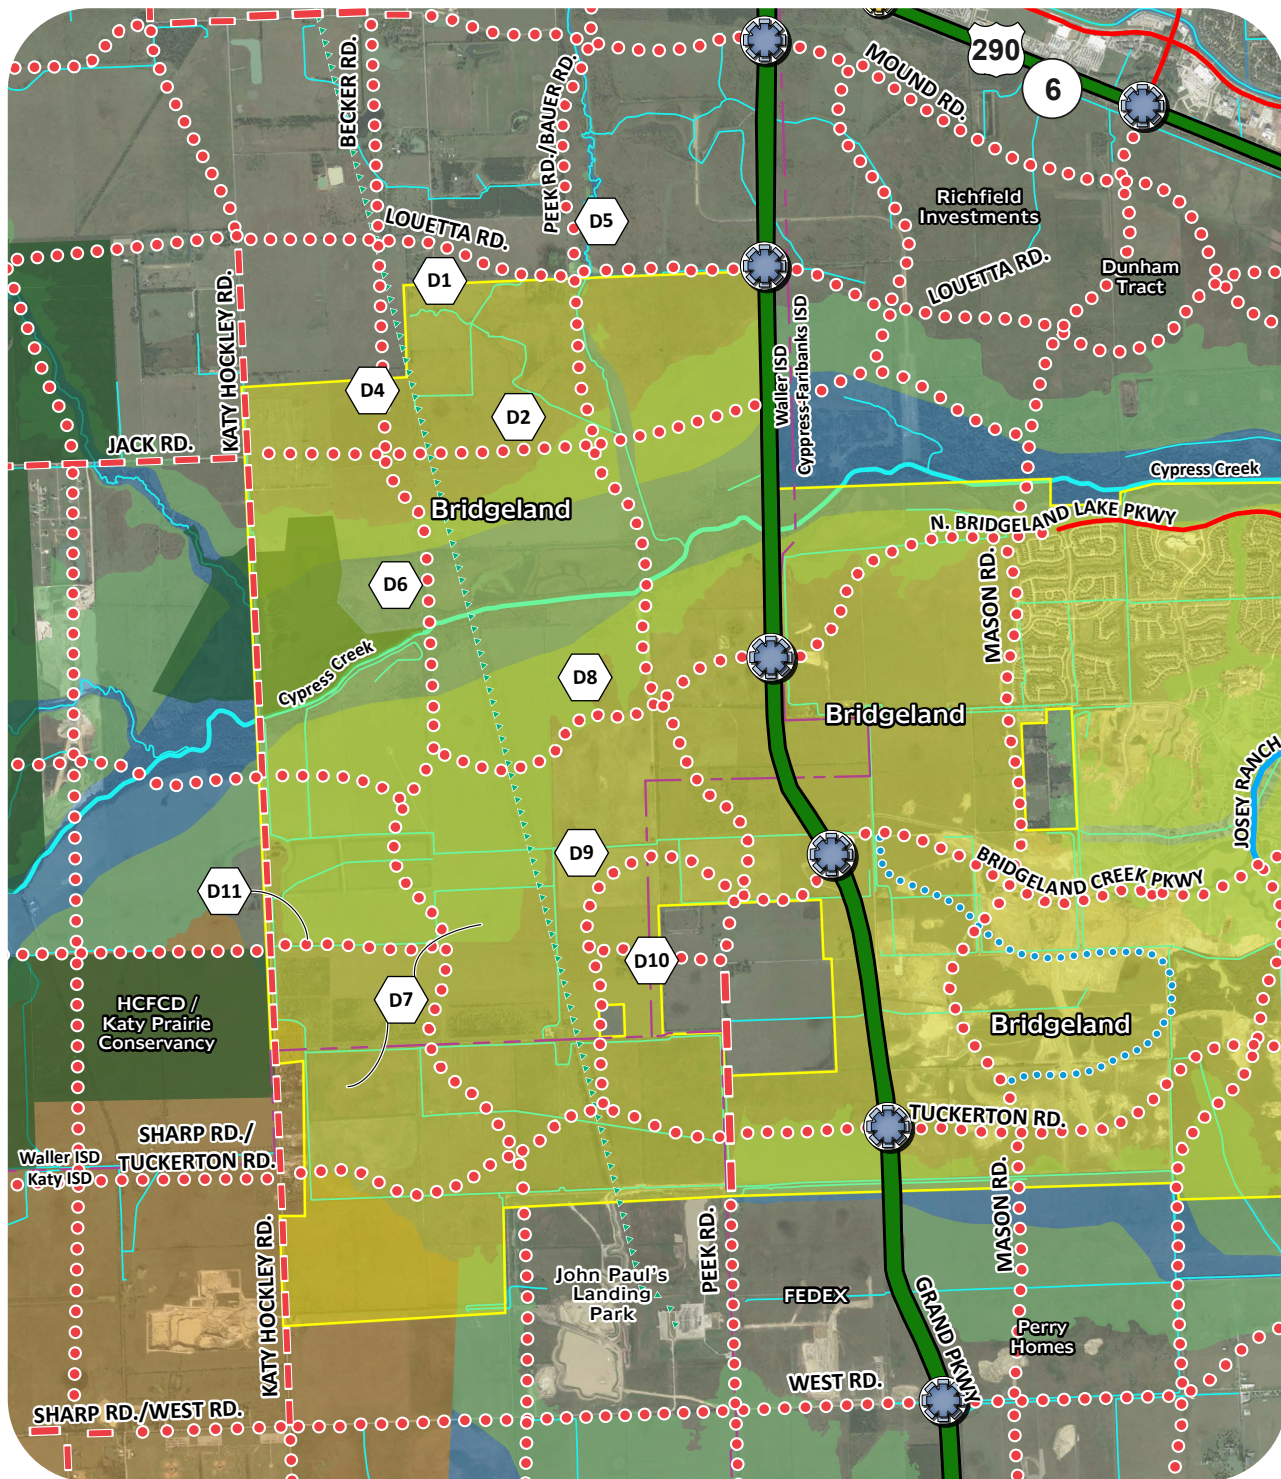 290
6
BECKER RD.
PEEK RD./BAUER RD.
MOUND RD.
Richfield
Investments
D5
LOUETTA RD.
LOUETTA RD.
Dunham
Tract
D1
KATY HOCKLEY RD.
Waller ISD
Cypress-Faribanks ISD
D4
D2
JACK RD.
Cypress Creek
Bridgeland
N. BRIDGELAND LAKE PKWY
D6
MASON RD.
Cypress Creek
D8
Bridgeland
JOSEY RANCH
D9
BRIDGELAND CREEK PKWY
D11
D10
D7
HCFCD /
Katy Prairie
Conservancy
Bridgeland
TUCKERTON RD.
SHARP RD./
TUCKERTON RD.
Waller ISD
Katy ISD
MASON RD.
KATY HOCKLEY RD.
PEEK RD.
John Paul's
Landing
Park
FEDEX
GRAND PKWY
Perry
Homes
WEST RD.
SHARP RD./WEST RD.